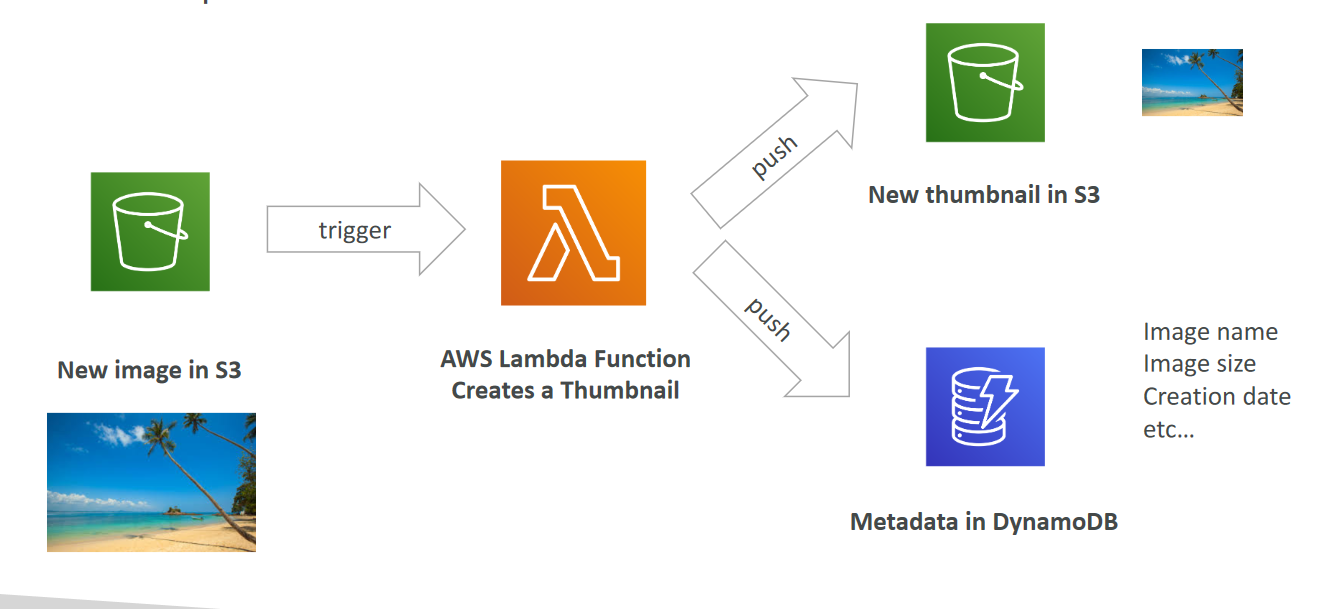 trigger
push
push
New image in S3
AWS Lambda Function
Creates a Thumbnail
New thumbnail in S3
Image name
Image size
Creation date
etc...
Metadata in DynamoDB